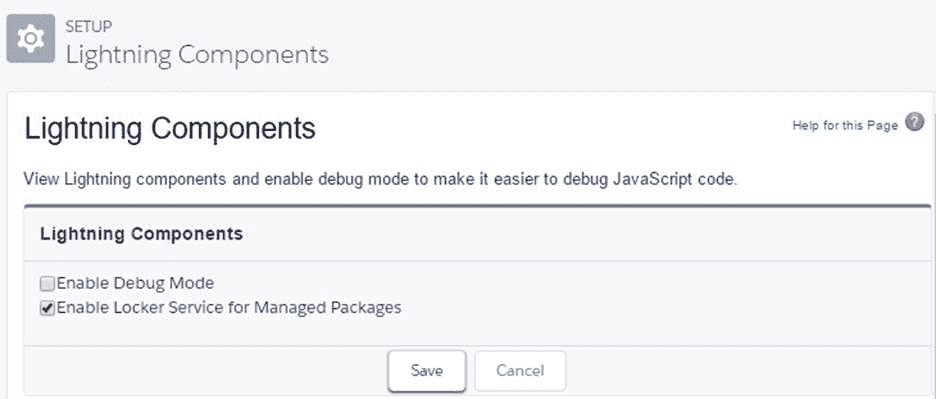 SETUP
Lightning Components
Lightning Components
Help for this Page ?
View Lightning components and enable debug mode to make it easier to debug JavaScript code.
Lightning Components
Enable Debug Mode
Enable Locker Service for Managed Packages
Save Cancel